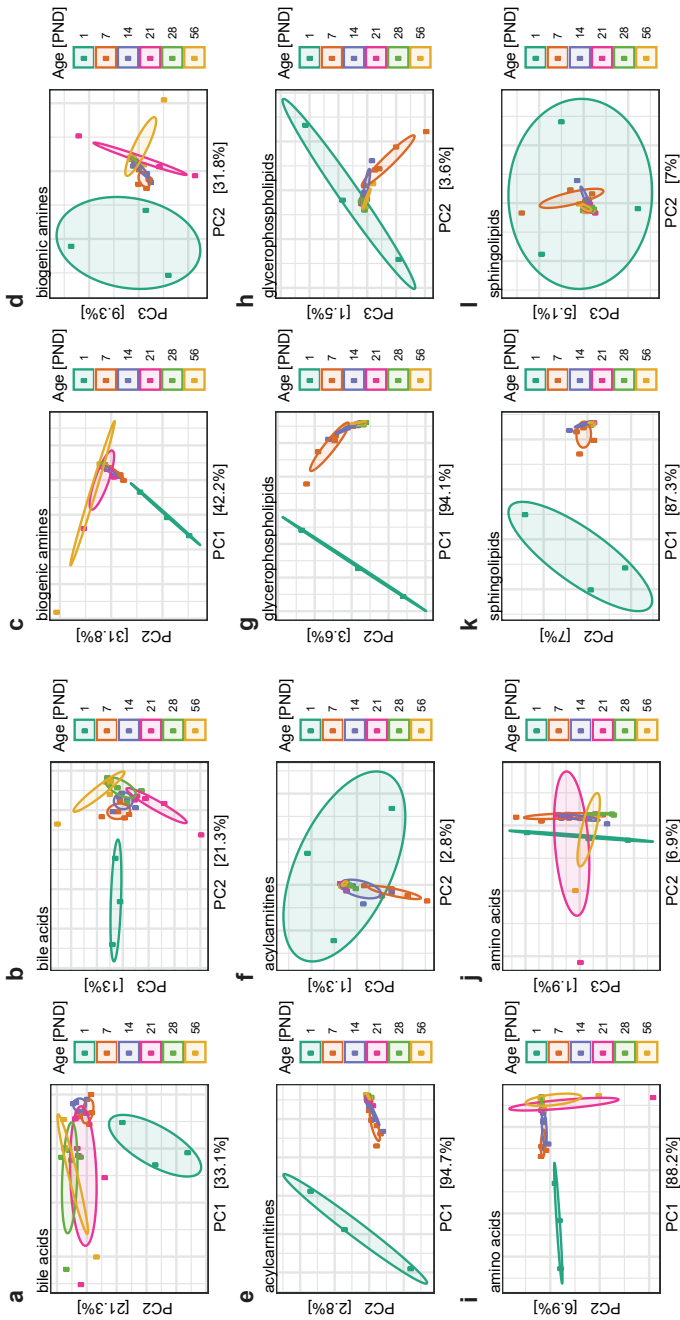 a
bile acids
PC2 [21.3%]
PC1 [33.1%]
Age [PND]
1
7
14
21
28
56
b
bile acids
PC3 [13%]
PC2 [21.3%]
Age [PND]
1
7
14
21
28
56
c
biogenic amines
PC2 [31.8%]
PC1 [42.2%]
Age [PND]
1
7
14
21
28
56
d
biogenic amines
PC3 [9.3%]
PC2 [31.8%]
Age [PND]
1
7
14
21
28
56
e
acylcarnitines
PC2 [2.8%]
PC1 [94.7%]
Age [PND]
1
7
14
21
28
56
f
acylcarnitines
PC3 [1.3%]
PC2 [2.8%]
Age [PND]
1
7
14
21
28
56
g
glycerophospholipids
PC2 [3.6%]
PC1 [94.1%]
Age [PND]
1
7
14
21
28
56
h
glycerophospholipids
PC3 [1.5%]
PC2 [3.6%]
Age [PND]
1
7
14
21
28
56
i
amino acids
PC2 [6.9%]
PC1 [88.2%]
Age [PND]
1
7
14
21
28
56
j
amino acids
PC3 [1.9%]
PC2 [6.9%]
Age [PND]
1
7
14
21
28
56
k
sphingolipids
PC2 [7%]
PC1 [87.3%]
Age [PND]
1
7
14
21
28
56
l
sphingolipids
PC3 [5.1%]
PC2 [7%]
Age [PND]
1
7
14
21
28
56